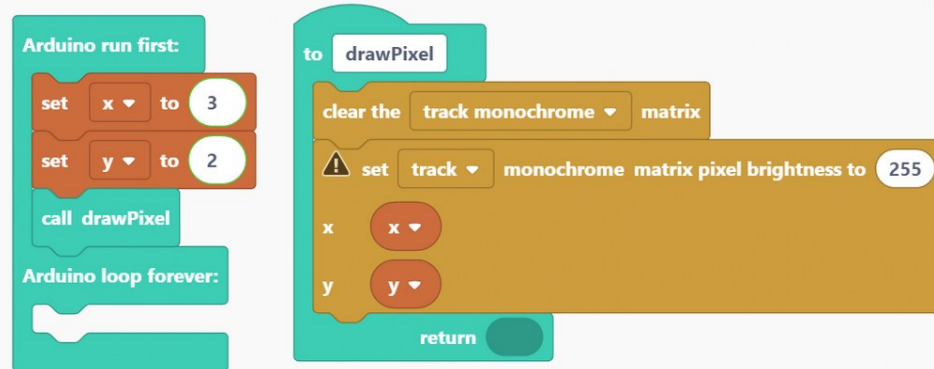 Arduino run first:
set x to 3
set y to 2
call drawPixel
Arduino loop forever:
to drawPixel
clear the track monochrome matrix
set track monochrome matrix pixel brightness to 255
x x
y y
return